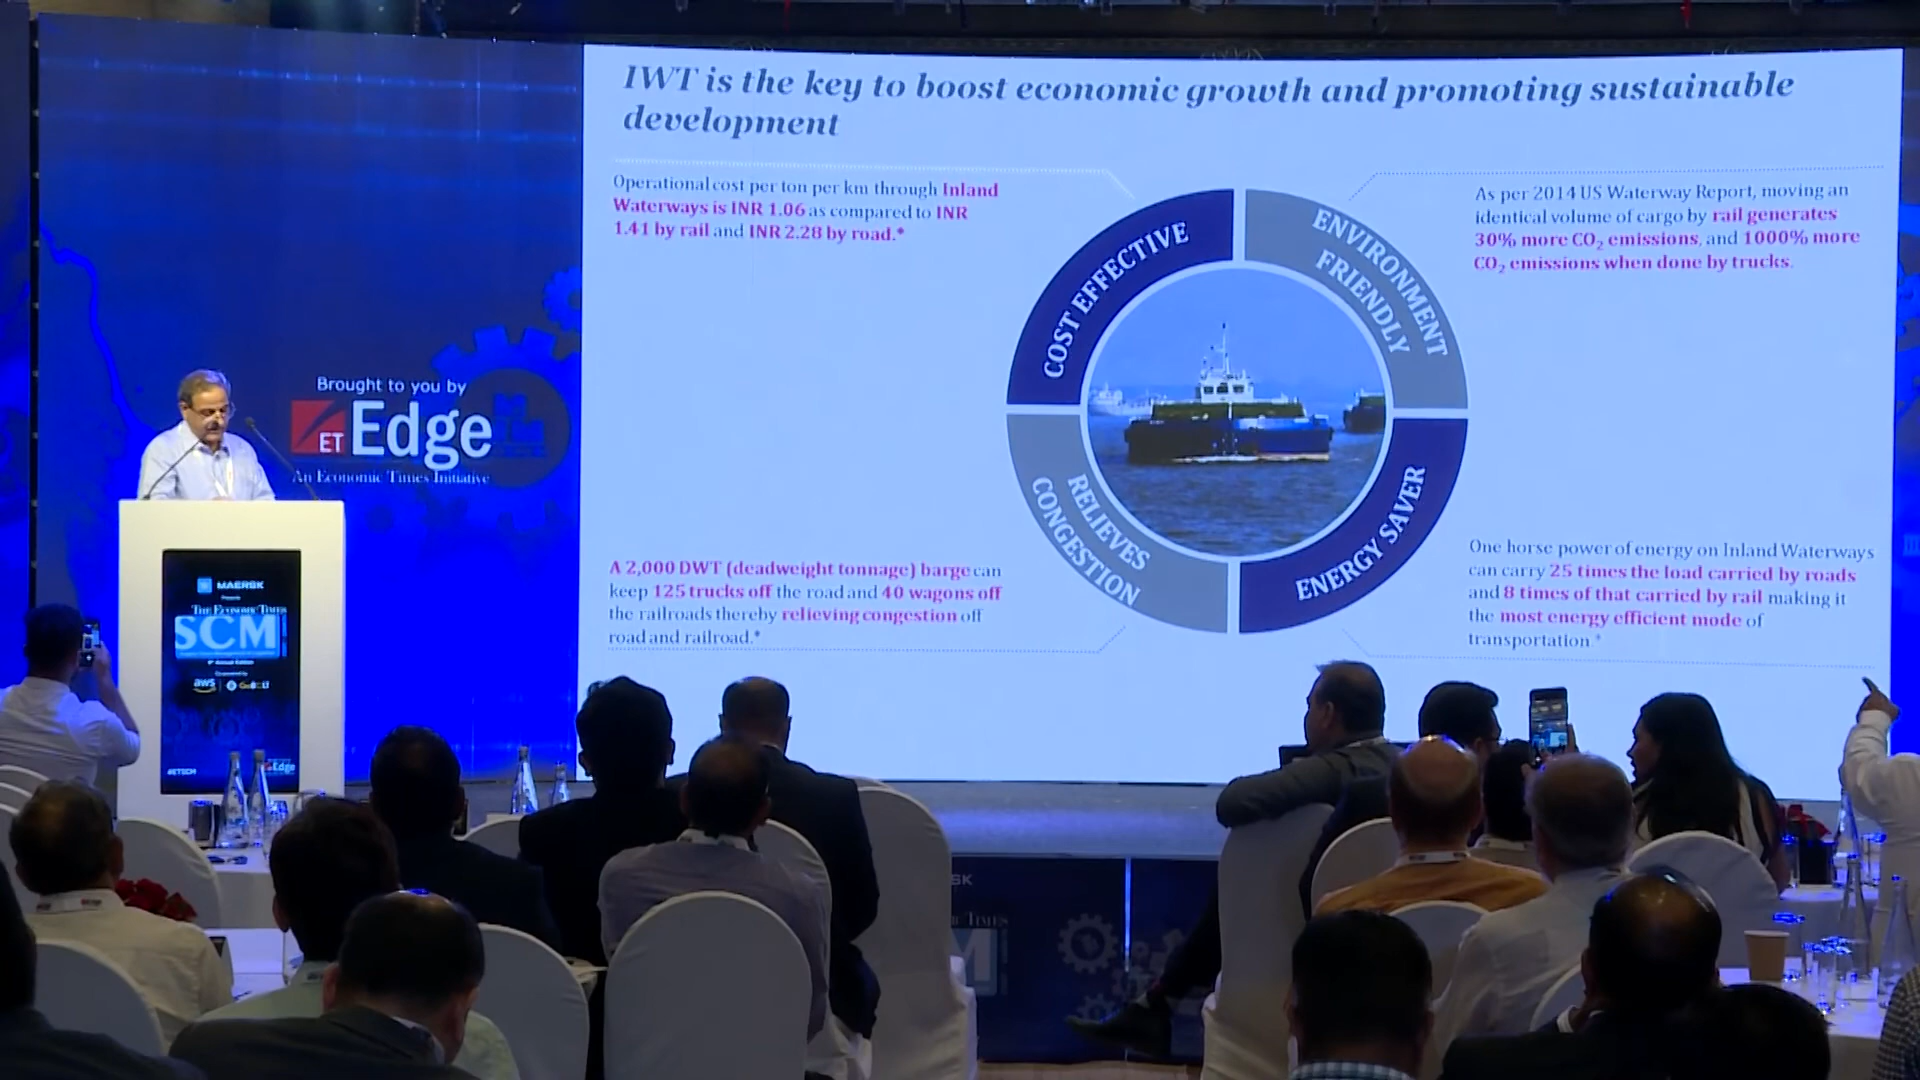 IWT is the key to boost economic growth and promoting sustainable
development
Operational cost per ton per km through Inland
Waterways is INR 1.06 as compared to INR
1.41 by rail and INR 2.28 by road.*
As per 2014 US Waterway Report, moving an
identical volume of cargo by rail generates
30% more CO₂ emissions, and 1000% more
CO₂ emissions when done by trucks.
COST EFFECTIVE
ENVIRONMENT
FRIENDLY
RELIEVES
CONGESTION
ENERGY SAVER
A 2,000 DWT (deadweight tonnage) barge can
keep 125 trucks off the road and 40 wagons off
the railroads thereby relieving congestion off
road and railroad.*
One horse power of energy on Inland Waterways
can carry 25 times the load carried by roads
and 8 times of that carried by rail making it
the most energy efficient mode of
transportation.*
Brought to you by
ET Edge
An Economic Times Initiative
MAERSK
Presents
THE ECONOMIC TIMES
SCM
Annual Edition
aws
#ETSCM
Edge
SK